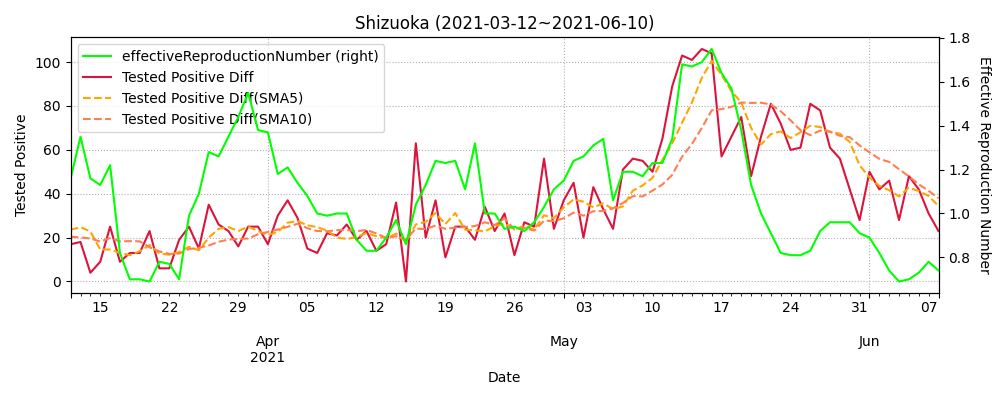 Shizuoka (2021-03-12~2021-06-10)
effectiveReproductionNumber (right)
Tested Positive Diff
Tested Positive Diff(SMA5)
Tested Positive Diff(SMA10)
Tested Positive
100
80
60
40
20
0
1.8
1.6
1.4
1.2
1.0
0.8
Effective Reproduction Number
15 22 29 05 12 19 26 03 10 17 24 31 07
Apr May Jun
2021
Date